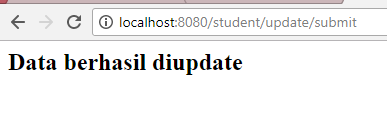 localhost:8080/student/update/submit
Data berhasil diupdate